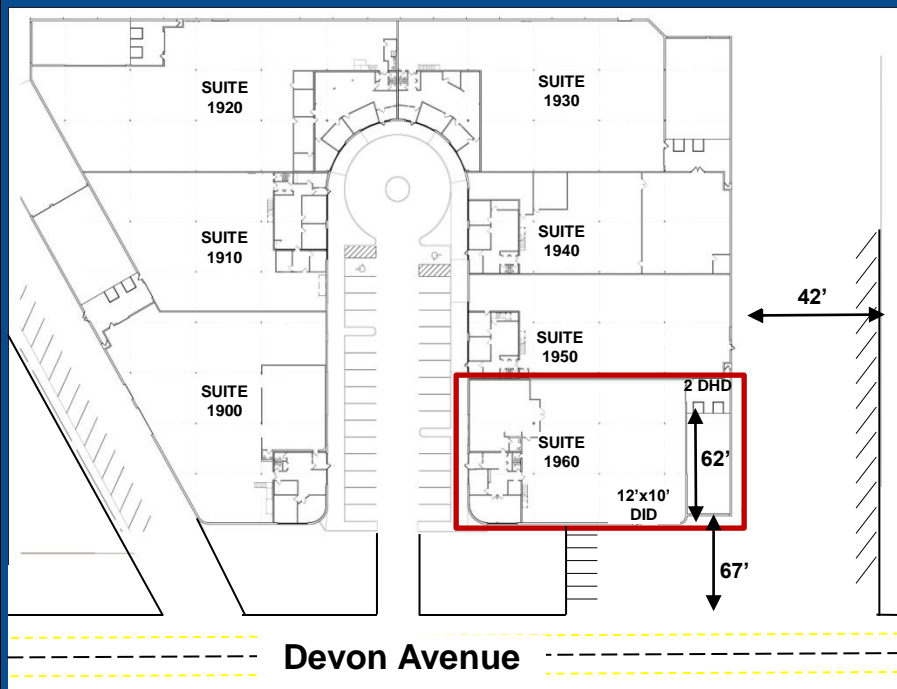 SUITE
1920
SUITE
1930
SUITE
1910
SUITE
1940
42’
SUITE
1950
SUITE
1900
2 DHD
SUITE
1960
62’
12’x10’
DID
67’
Devon Avenue